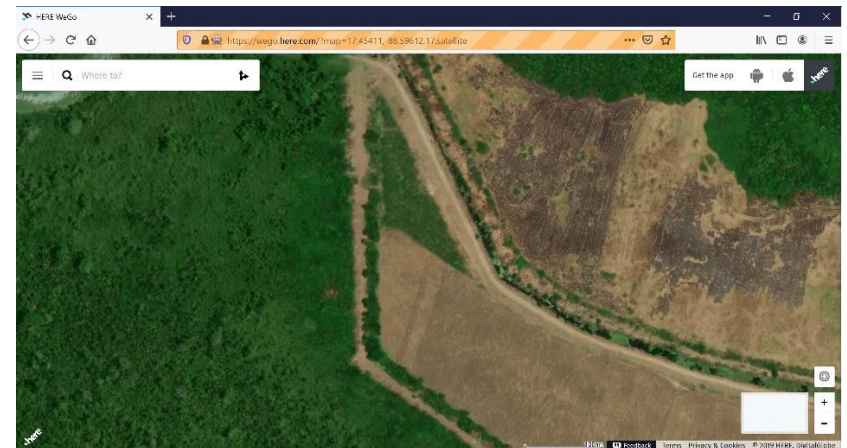 HERE WeGo
https://wego.here.com/?map=17.45411,-88.59612,17,satellite
Where to?
Get the app
here
here
Feedback Terms Privacy & Cookies © 2019 HERE, DigitalGlobe